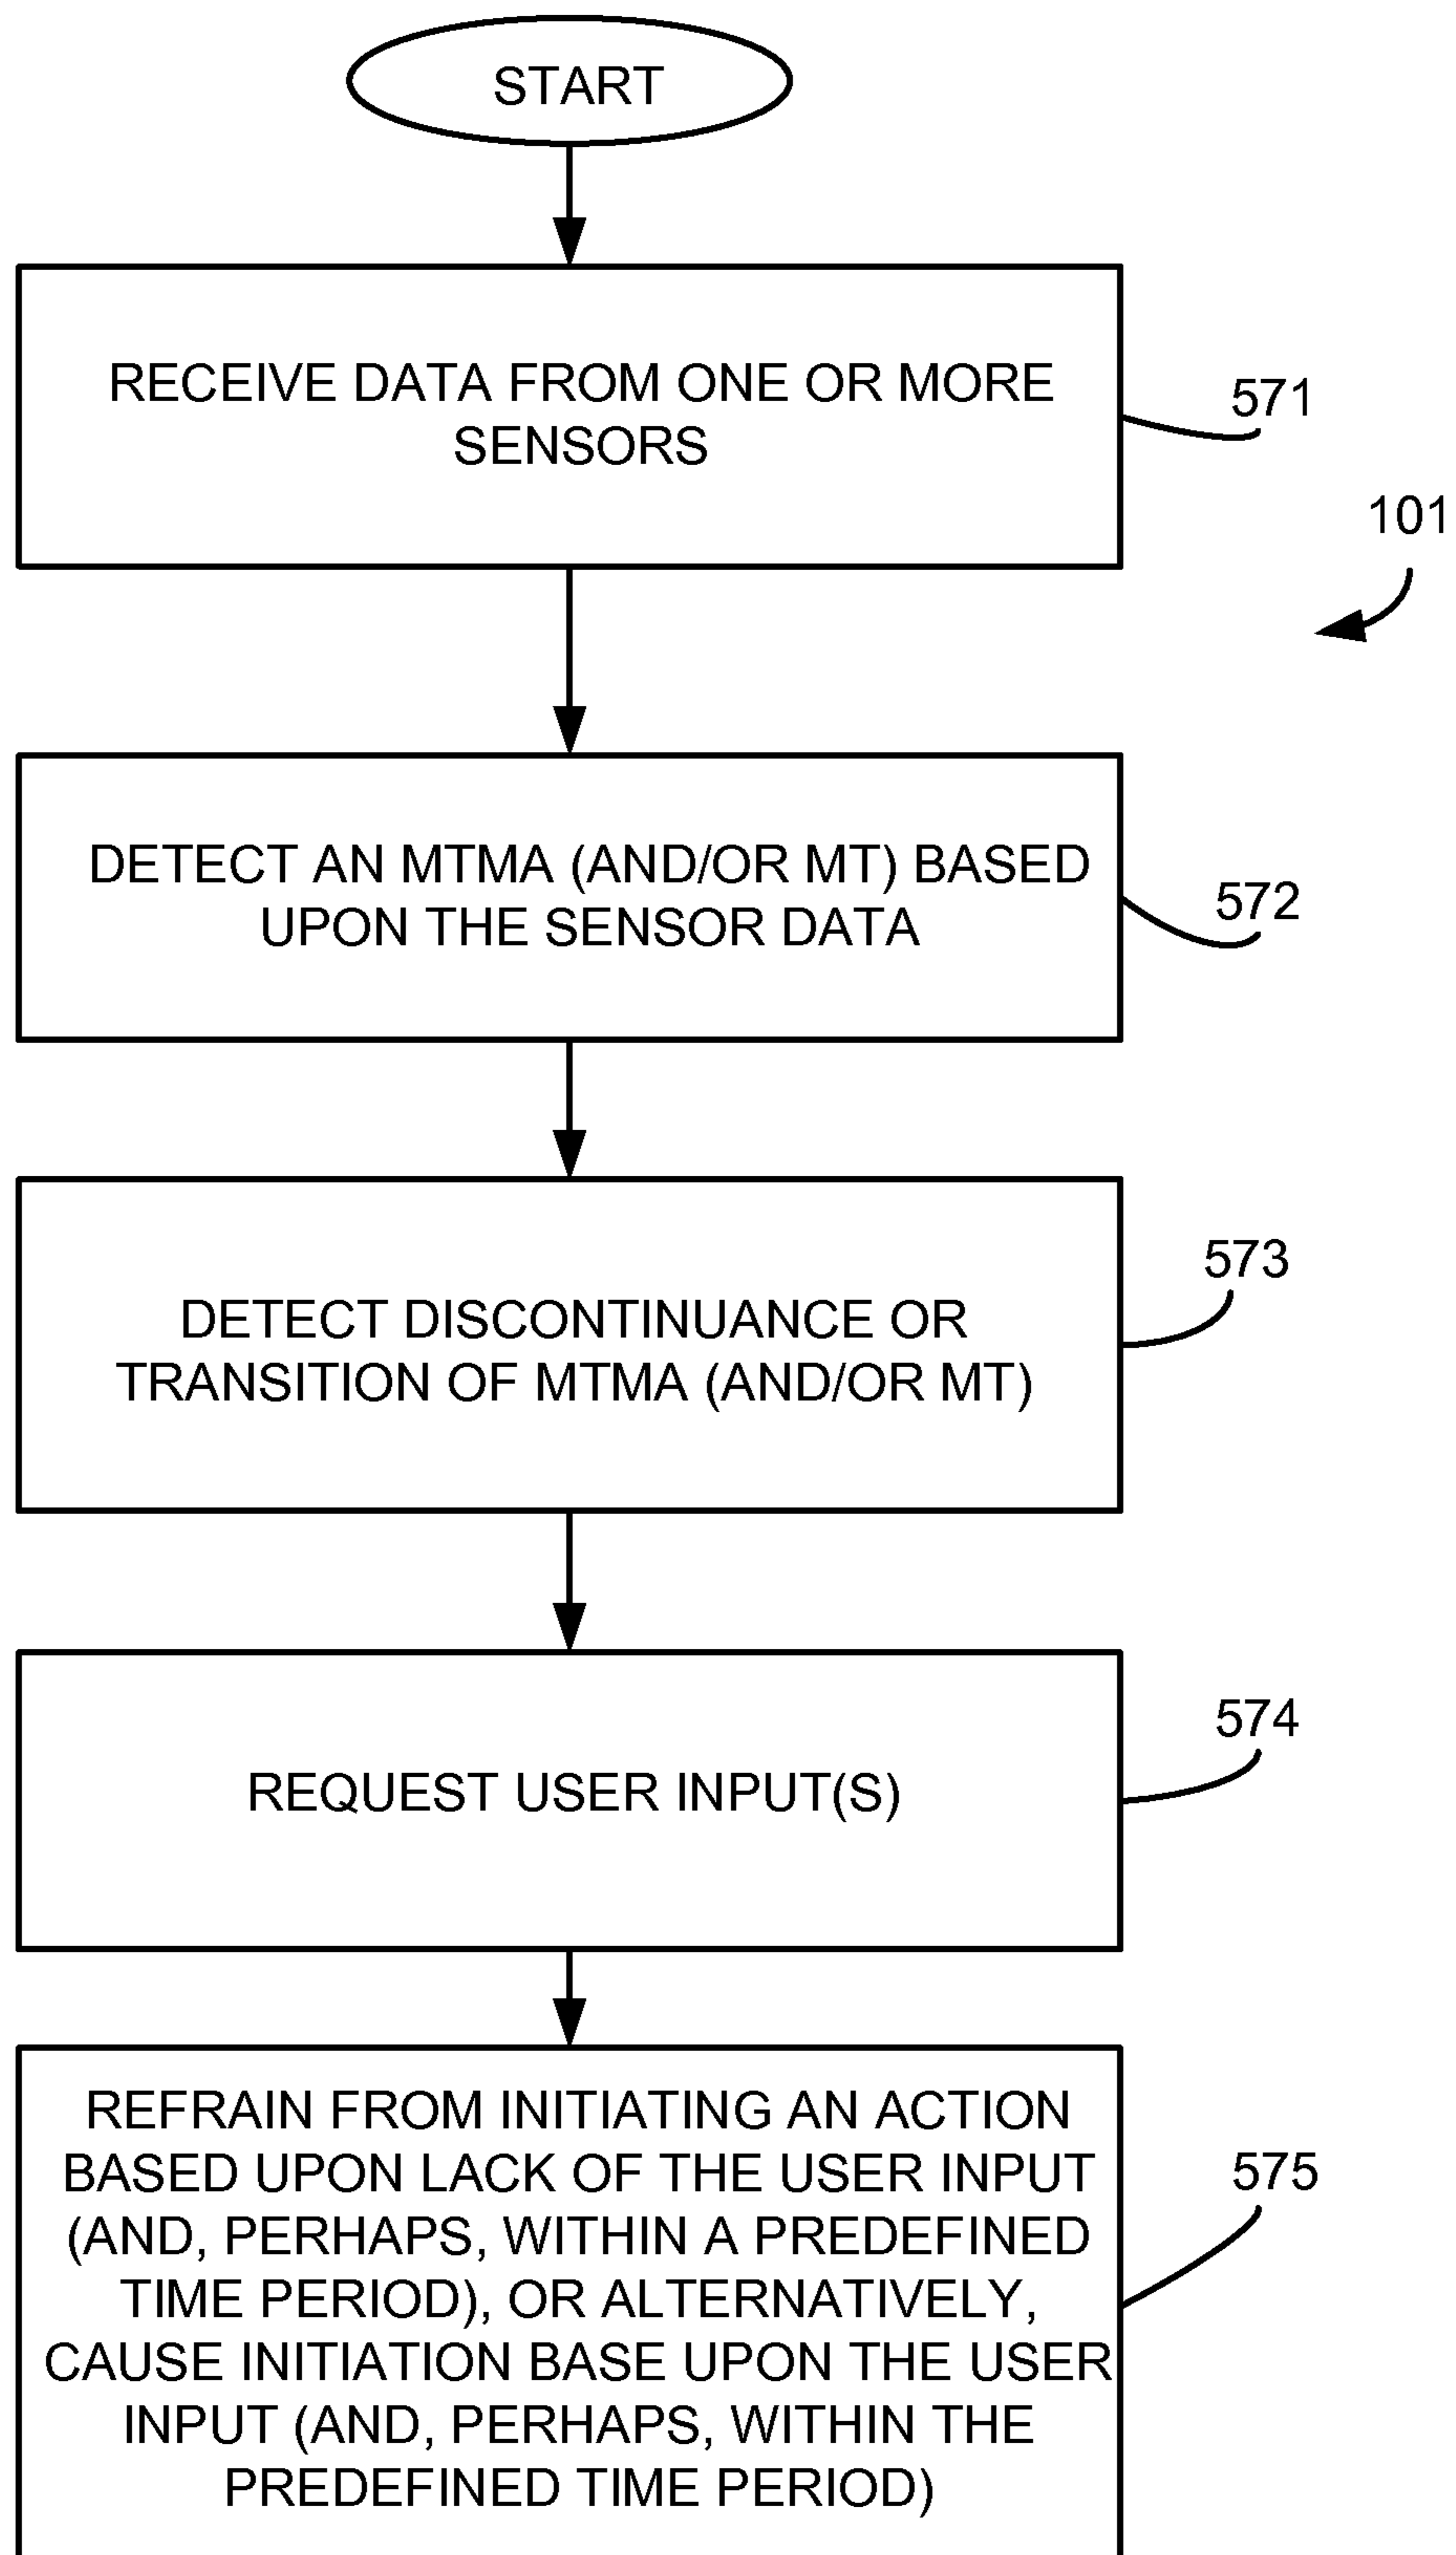 START
RECEIVE DATA FROM ONE OR MORE
SENSORS
571
101
DETECT AN MTMA (AND/OR MT) BASED
UPON THE SENSOR DATA
572
DETECT DISCONTINUANCE OR
TRANSITION OF MTMA (AND/OR MT)
573
REQUEST USER INPUT(S)
574
REFRAIN FROM INITIATING AN ACTION
BASED UPON LACK OF THE USER INPUT
(AND, PERHAPS, WITHIN A PREDEFINED
TIME PERIOD), OR ALTERNATIVELY,
CAUSE INITIATION BASE UPON THE USER
INPUT (AND, PERHAPS, WITHIN THE
PREDEFINED TIME PERIOD)
575